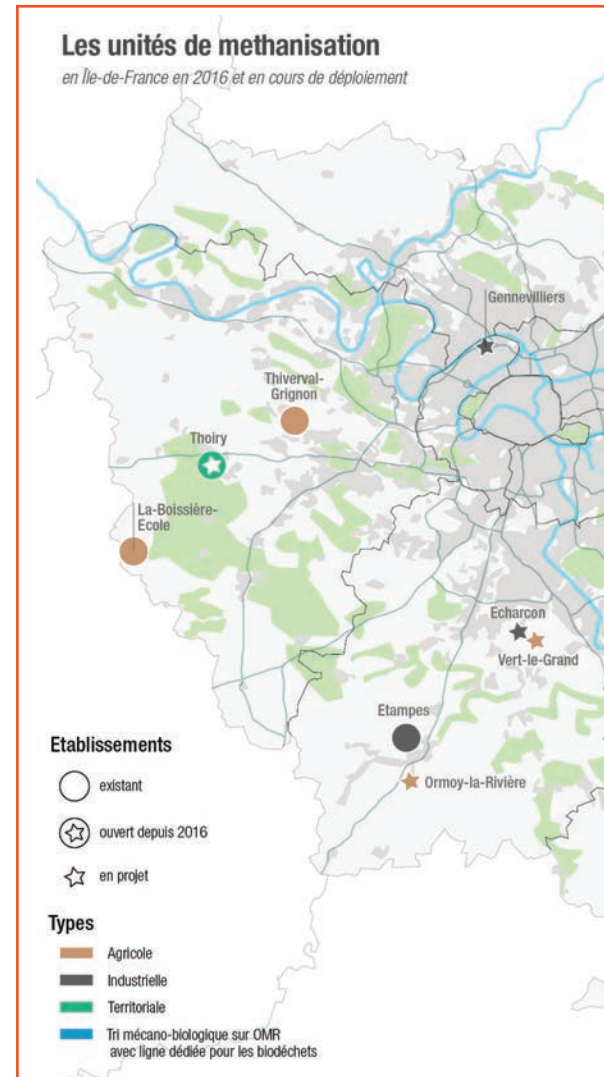 Les unités de methanisation
en Île-de-France en 2016 et en cours de déploiement
Gennevilliers
Thiverval-
Grignon
Thoiry
La-Boissière-
Ecole
Echarcon
Vert-le-Grand
Etampes
Ormoy-la-Rivière
Etablissements
existant
ouvert depuis 2016
en projet
Types
Agricole
Industrielle
Territoriale
Tri mécano-biologique sur OMR
avec ligne dédiée pour les biodéchets